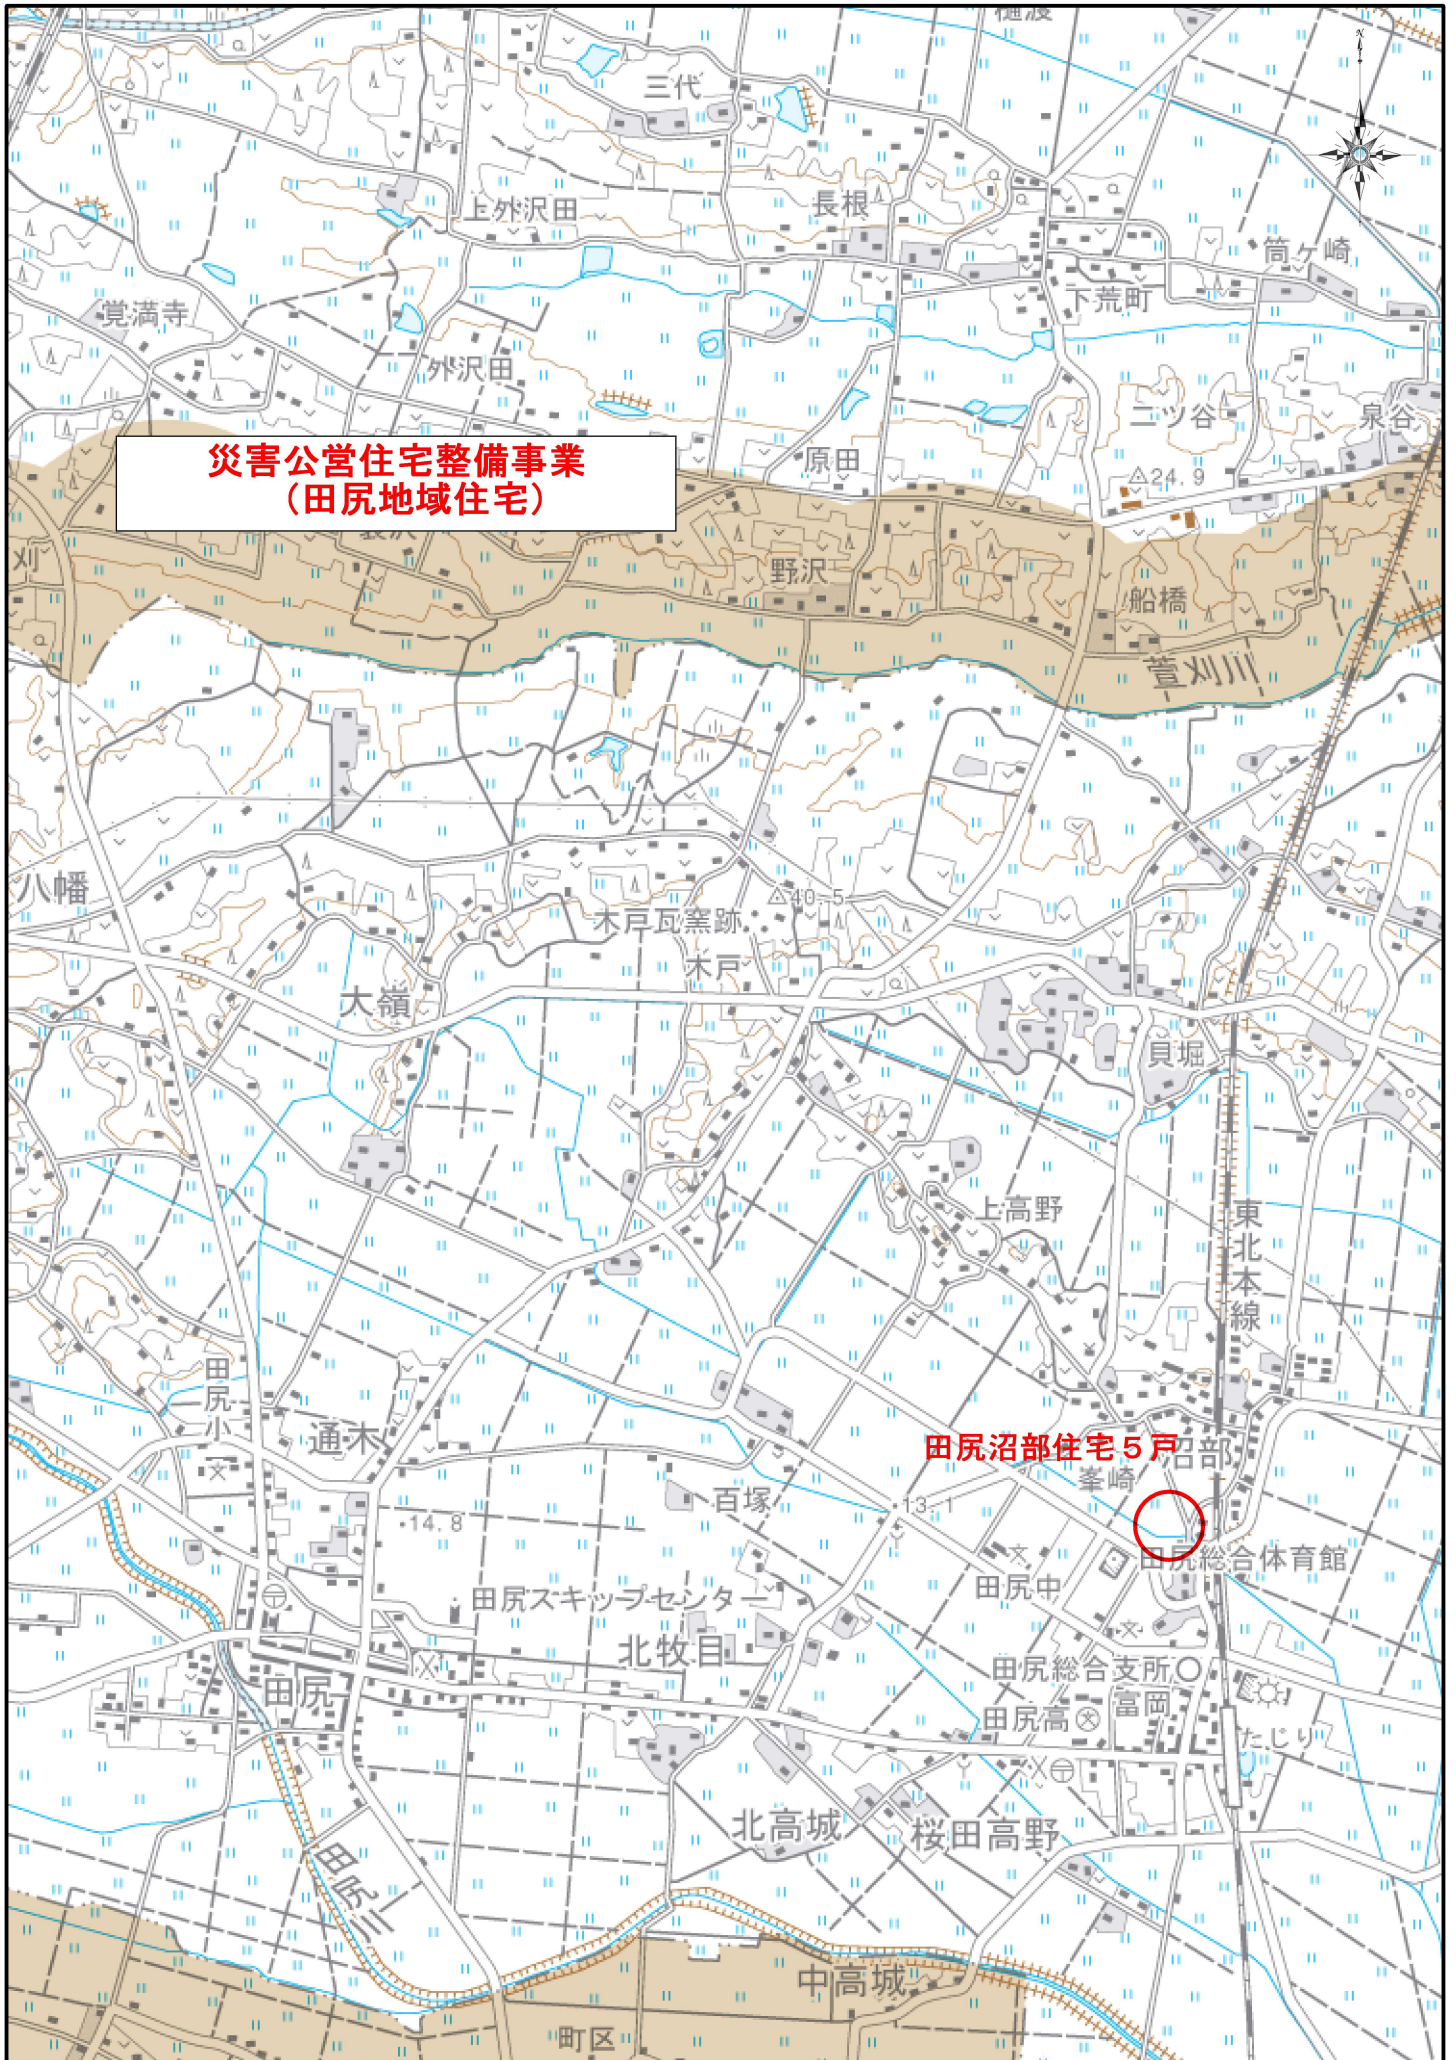 樋渡
N
三代
上外沢田
長根
筒ヶ崎
下荒町
覚満寺
外沢田
二ツ谷
泉谷
災害公営住宅整備事業
（田尻地域住宅）
原田
24.9
刈
野沢
船橋
萱刈川
八幡
40.5
木戸瓦窯跡
木戸
大嶺
貝堀
上高野
東北本線
田尻小
通木
田尻沼部住宅５戸
沼部
峯崎
百塚
13.1
14.8
田尻総合体育館
田尻中
田尻スキップセンター
北牧目
田尻総合支所
田尻
富岡
田尻高
たじり
北高城
桜田高野
田尻川
中高城
町区